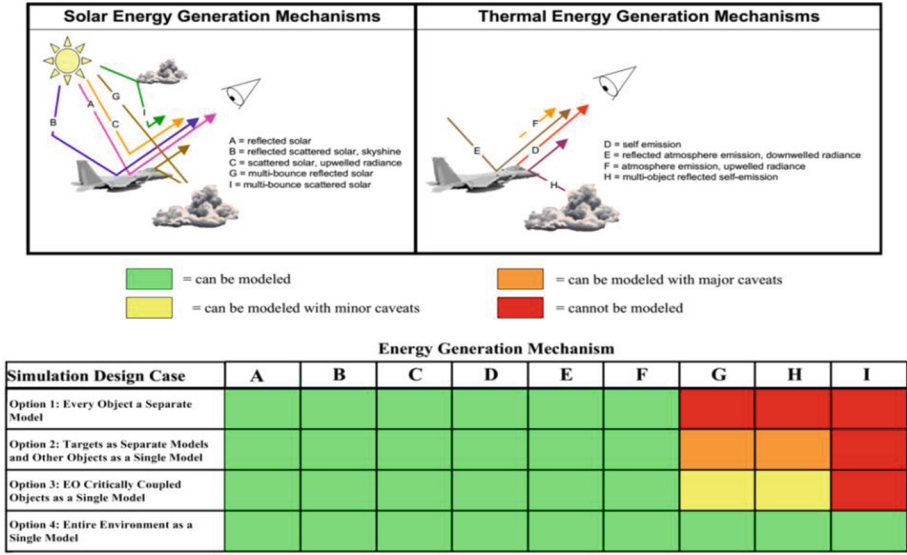 Solar Energy Generation Mechanisms
Thermal Energy Generation Mechanisms
A
B
C
G
I
A = reflected solar
B = reflected scattered solar, skyshine
C = scattered solar, upwelled radiance
G = multi-bounce reflected solar
I = multi-bounce scattered solar
E
F
D
H
D = self emission
E = reflected atmosphere emission, downwelled radiance
F = atmosphere emission, upwelled radiance
H = multi-object reflected self-emission
= can be modeled
= can be modeled with major caveats
= can be modeled with minor caveats
= cannot be modeled
Energy Generation Mechanism
Simulation Design Case A B C D E F G H I
Option 1: Every Object a Separate
Model
Option 2: Targets as Separate Models
and Other Objects as a Single Model
Option 3: EO Critically Coupled
Objects as a Single Model
Option 4: Entire Environment as a
Single Model